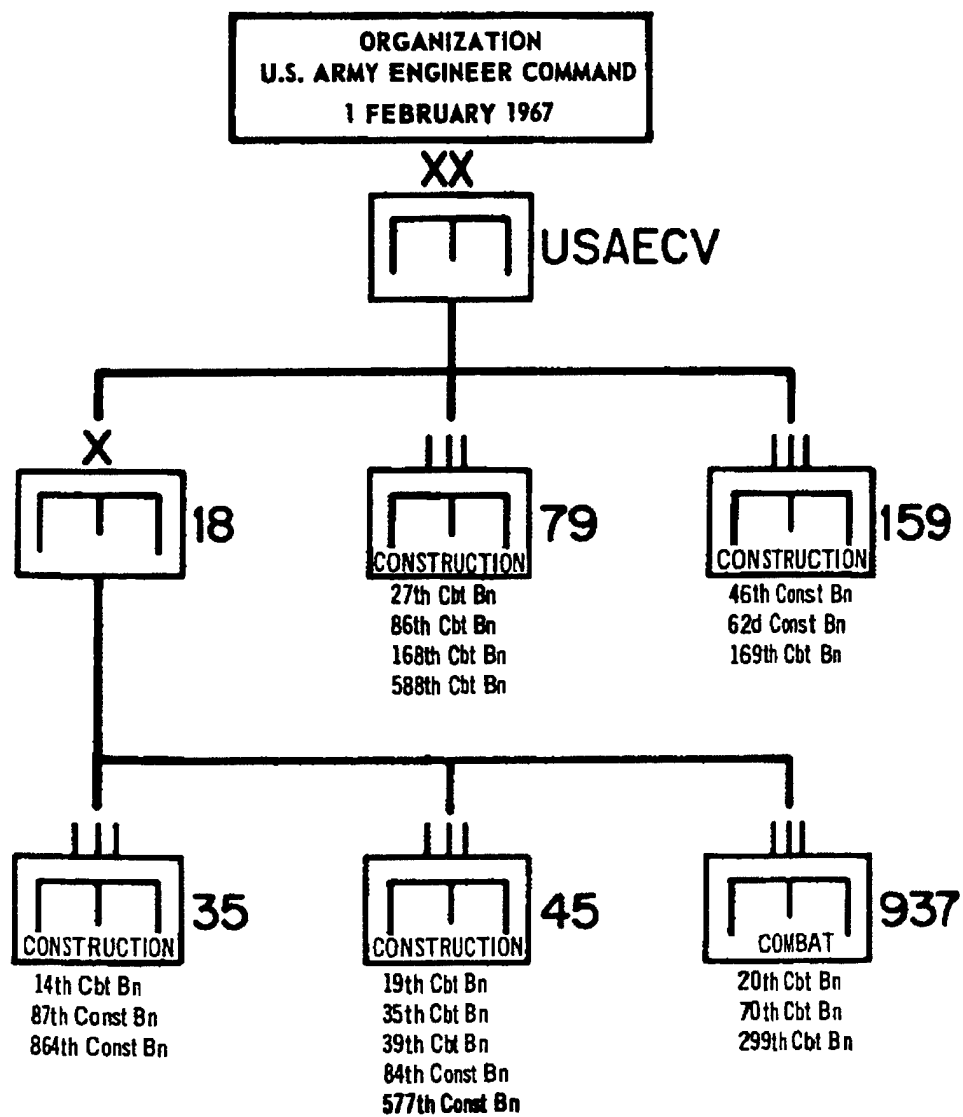 ORGANIZATION
U.S. ARMY ENGINEER COMMAND
1 FEBRUARY 1967
XX
USAECV
X
18
III
CONSTRUCTION
79
27th Cbt Bn
86th Cbt Bn
168th Cbt Bn
588th Cbt Bn
III
CONSTRUCTION
159
46th Const Bn
62d Const Bn
169th Cbt Bn
III
CONSTRUCTION
35
14th Cbt Bn
87th Const Bn
864th Const Bn
III
CONSTRUCTION
45
19th Cbt Bn
35th Cbt Bn
39th Cbt Bn
84th Const Bn
577th Const Bn
III
COMBAT
937
20th Cbt Bn
70th Cbt Bn
299th Cbt Bn